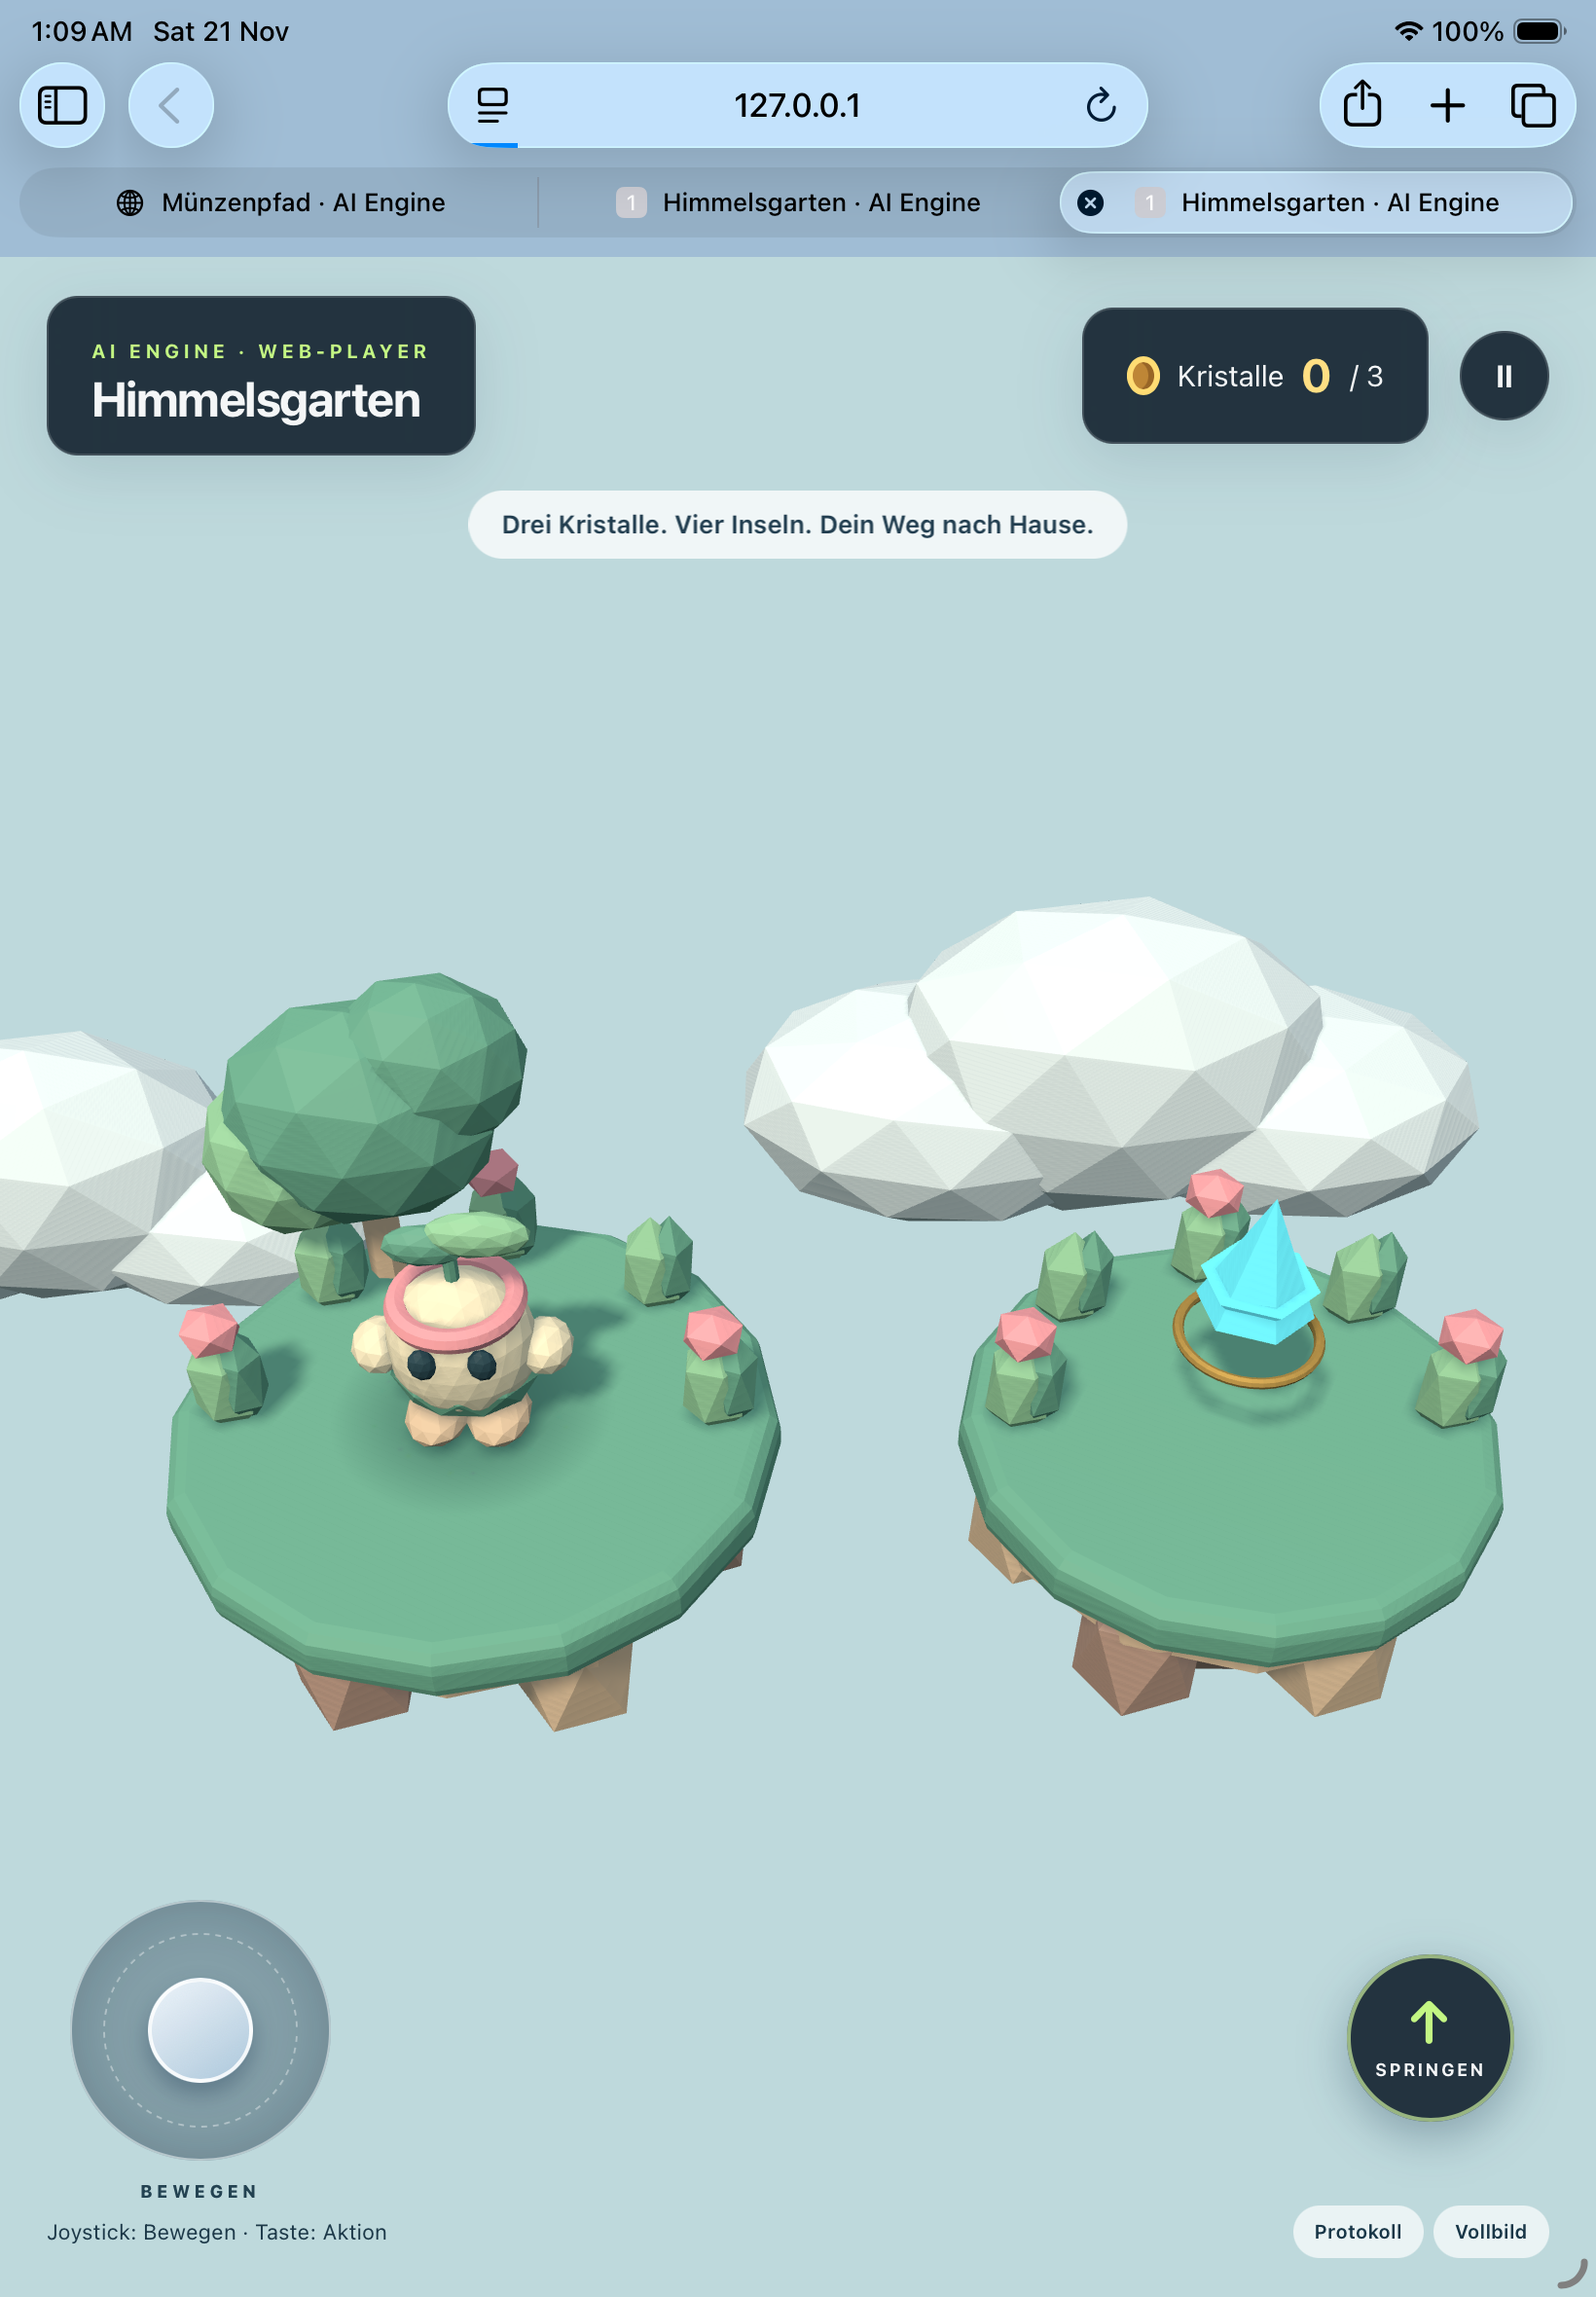 1:09 AM Sat 21 Nov
100%
127.0.0.1
Münzenpfad · AI Engine
1 Himmelsgarten · AI Engine
1 Himmelsgarten · AI Engine
AI ENGINE · WEB-PLAYER
Himmelsgarten
Kristalle 0 / 3
Drei Kristalle. Vier Inseln. Dein Weg nach Hause.
SPRINGEN
BEWEGEN
Joystick: Bewegen · Taste: Aktion
Protokoll
Vollbild